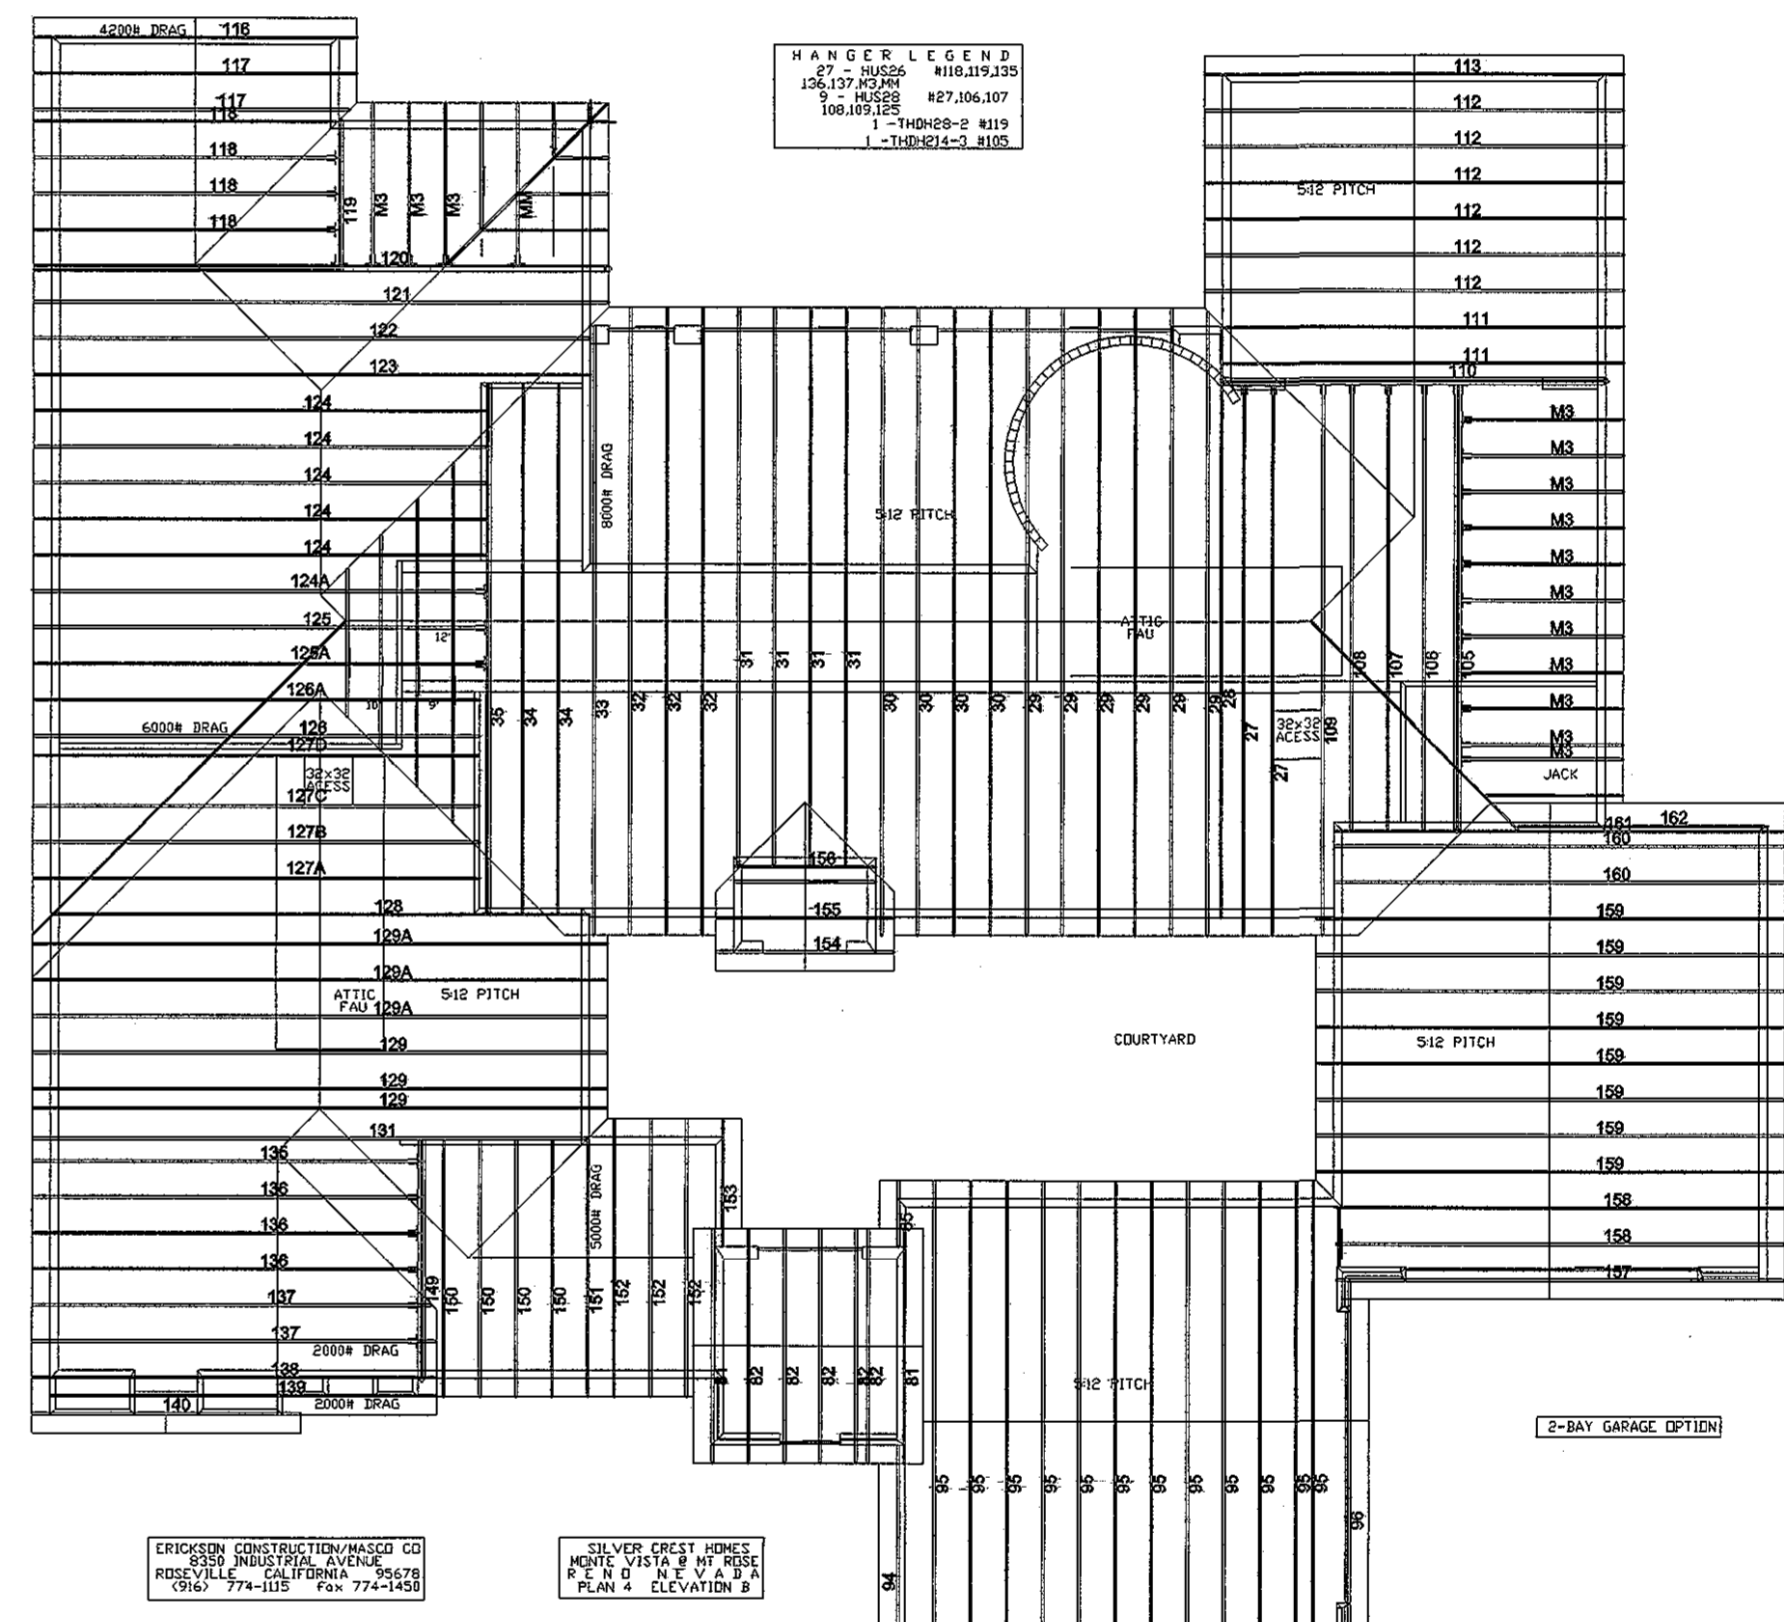 4200# DRAG
116
117
117
118
118
118
118
119
M3
M3
M3
MM
120
121
122
123
124
124
124
124
124
124A
125
125A
126A
6000# DRAG
126
127D
32x32
ACESS
127C
127B
127A
128
129A
129A
ATTIC
FAU
5:12 PITCH
129A
129
129
129
131
135
136
136
136
137
137
2000# DRAG
138
139
140
2000# DRAG
12'
10'
9'
H A N G E R L E G E N D
27 - HUS26 #118,119,135
136,137,M3,MM
9 - HUS28 #27,106,107
108,109,125
1 -THDH28-2 #119
1 -THDH214-3 #105
113
112
112
112
5:12 PITCH
112
112
112
111
111
110
M3
M3
M3
M3
M3
M3
M3
M3
M3
M3
M3
JACK
8000# DRAG
5:12 PITCH
ATTIC
FAU
35
34
34
33
32
32
32
31
31
31
31
30
30
30
30
29
29
29
29
29
29
28
27
27
32x32
ACESS
109
108
107
106
105
156
155
154
161
162
160
160
159
159
159
159
5:12 PITCH
159
159
159
159
158
158
157
COURTYARD
149
150
150
150
150
151
5000# DRAG
152
152
152
153
81
82
82
82
82
82
81
85
5:12 PITCH
95
95
95
95
95
95
95
95
95
95
95
95
96
94
2-BAY GARAGE OPTION
ERICKSON CONSTRUCTION/MASCO CO
8350 INDUSTRIAL AVENUE
ROSEVILLE CALIFORNIA 95678
(916) 774-1115 Fax 774-1450
SILVER CREST HOMES
MONTE VISTA @ MT ROSE
R E N O N E V A D A
PLAN 4 ELEVATION B